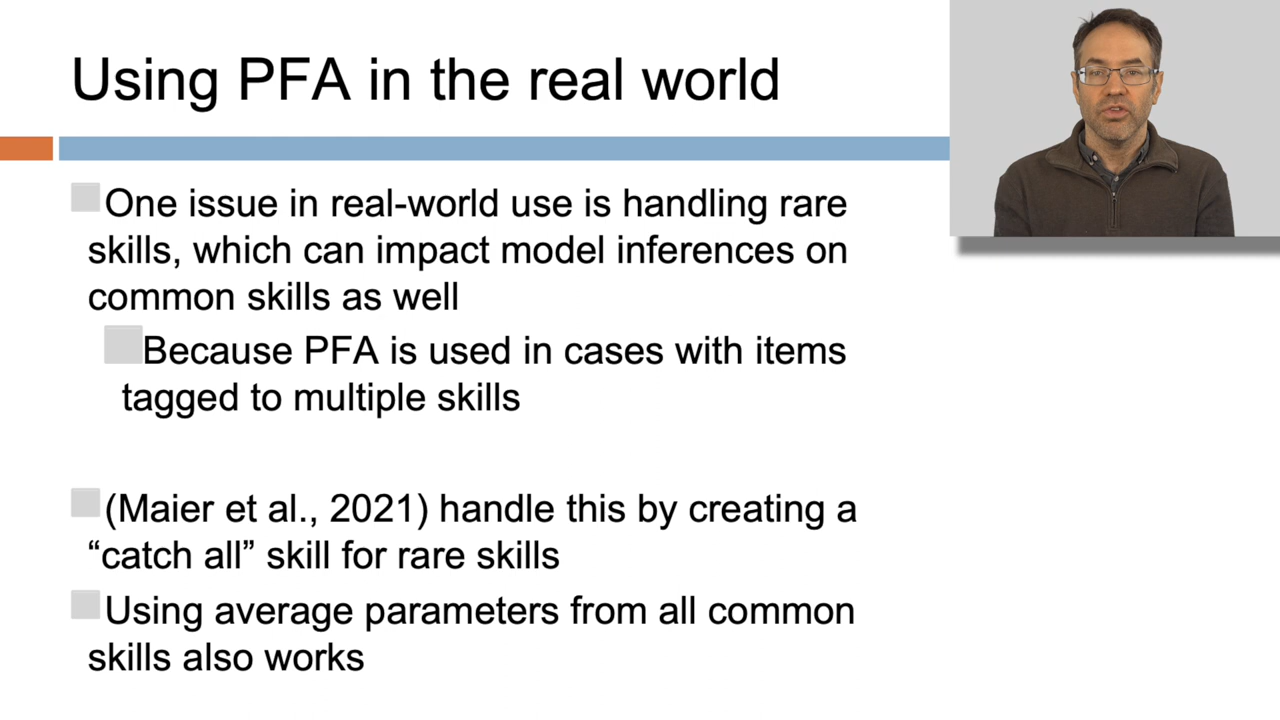 Using PFA in the real world
One issue in real-world use is handling rare
skills, which can impact model inferences on
common skills as well
Because PFA is used in cases with items
tagged to multiple skills
(Maier et al., 2021) handle this by creating a
“catch all” skill for rare skills
Using average parameters from all common
skills also works